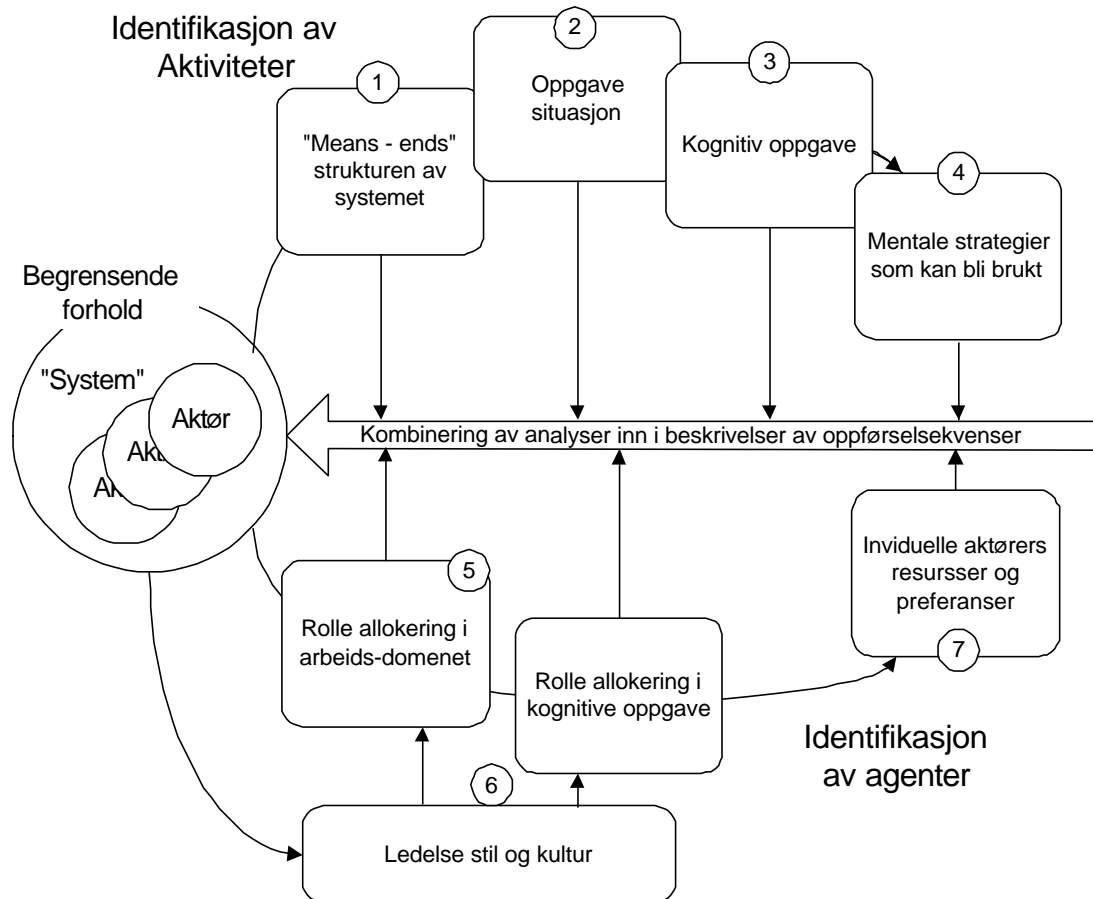 Identifikasjon av
Aktiviteter
1
"Means - ends"
strukturen av
systemet
2
Oppgave
situasjon
3
Kognitiv oppgave
4
Mentale strategier
som kan bli brukt
Begrensende
forhold
"System"
Aktør
Akt
Ak
Kombinering av analyser inn i beskrivelser av oppførselsekvenser
5
Rolle allokering i
arbeids-domenet
Rolle allokering i
kognitive oppgave
Inviduelle aktørers
resursser og
preferanser
7
Identifikasjon
av agenter
6
Ledelse stil og kultur